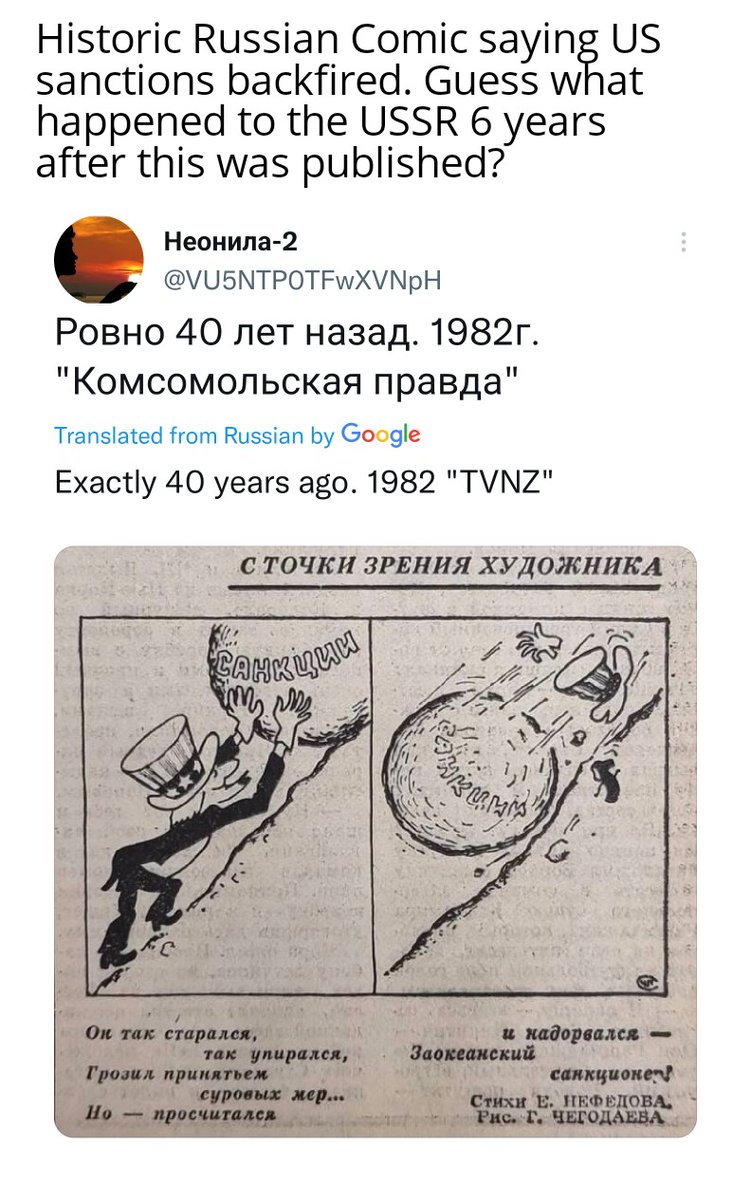 Historic Russian Comic saying US
sanctions backfired. Guess what
happened to the USSR 6 years
after this was published?
Неонила-2
@VU5NTPOTFwXVNpH
Ровно 40 лет назад. 1982г.
"Комсомольская правда"
Translated from Russian by Google
Exactly 40 years ago. 1982 "TVNZ"
С ТОЧКИ ЗРЕНИЯ ХУДОЖНИКА
САНКЦИИ
САНКЦИИ
Он так старался,
так упирался,
Грозил принятьем
суровых мер...
Но — просчитался
и надорвался —
Заокеанский
санкционер!
Стихи Е. НЕФЕДОВА.
Рис. Г. ЧЕГОДАЕВА.